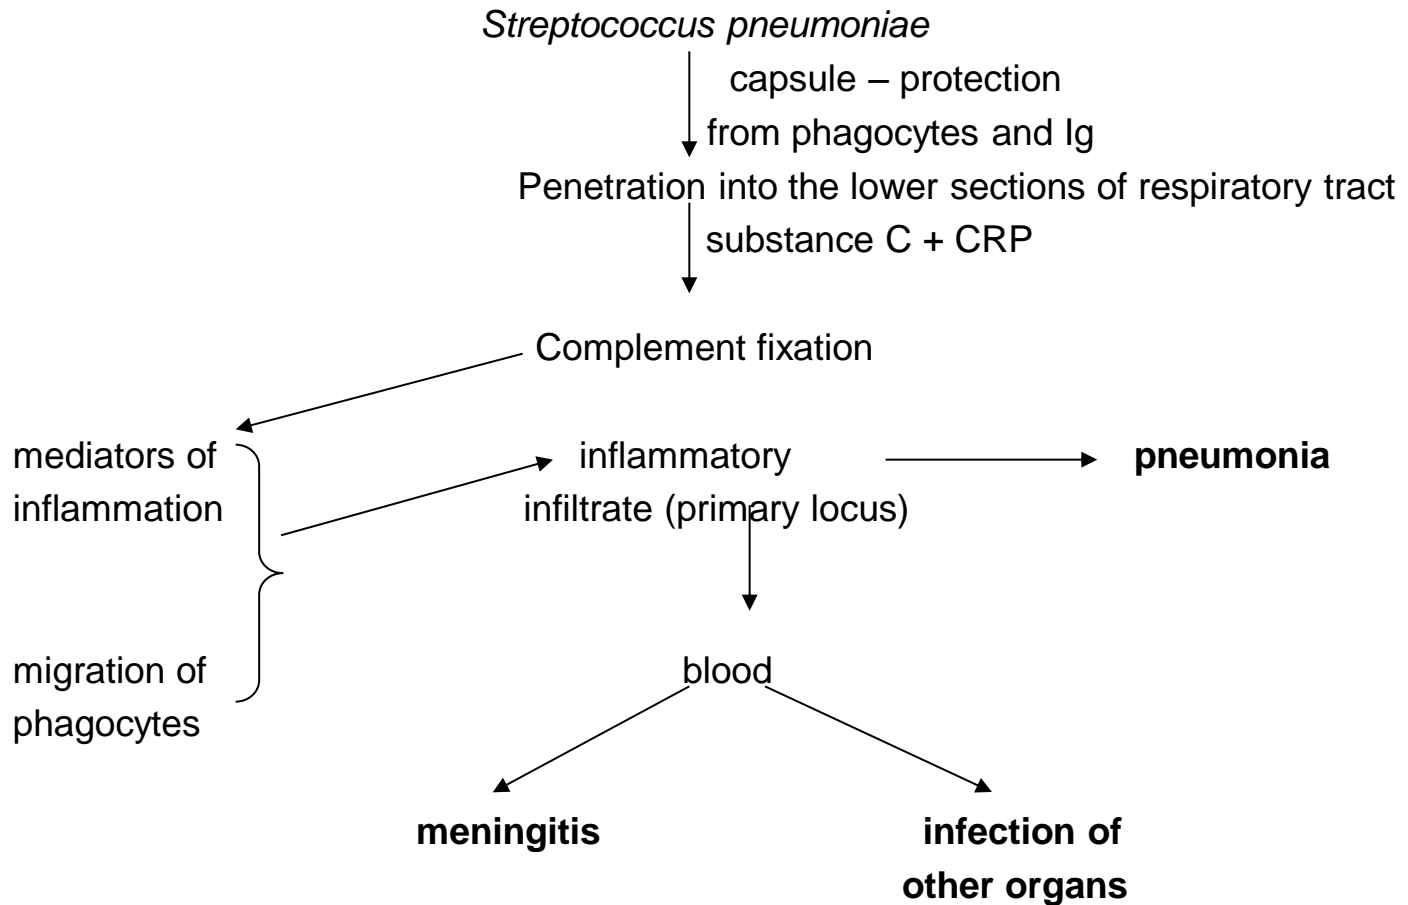 Streptococcus pneumoniae
capsule – protection
from phagocytes and Ig
Penetration into the lower sections of respiratory tract
substance C + CRP
Complement fixation
mediators of
inflammation
migration of
phagocytes
inflammatory
infiltrate (primary locus)
pneumonia
blood
meningitis
infection of
other organs